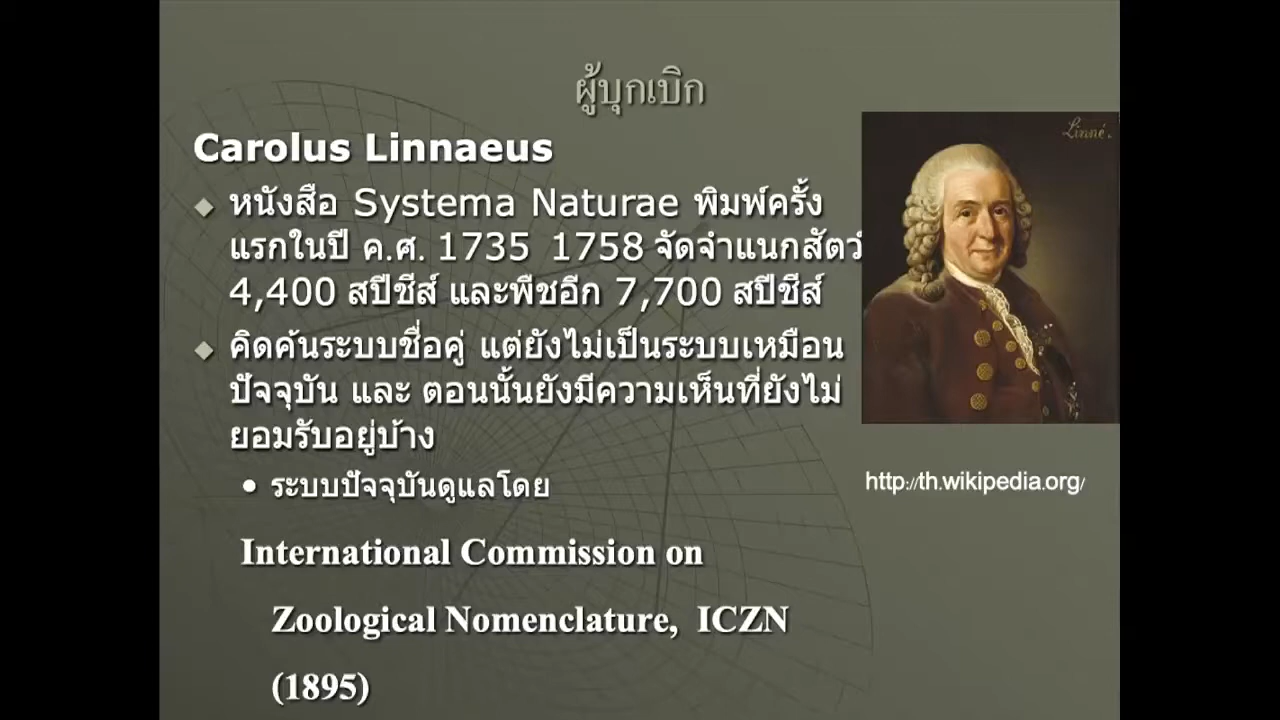 ผู้บุกเบิก
Carolus Linnaeus
Linné.
หนังสือ Systema Naturae พิมพ์ครั้ง
แรกในปี ค.ศ. 1735 1758 จัดจำแนกสัตว์
4,400 สปีชีส์ และพืชอีก 7,700 สปีชีส์
คิดค้นระบบชื่อคู่ แต่ยังไม่เป็นระบบเหมือน
ปัจจุบัน และ ตอนนั้นยังมีความเห็นที่ยังไม่
ยอมรับอยู่บ้าง
ระบบปัจจุบันดูแลโดย
http://th.wikipedia.org/
International Commission on
Zoological Nomenclature, ICZN
(1895)